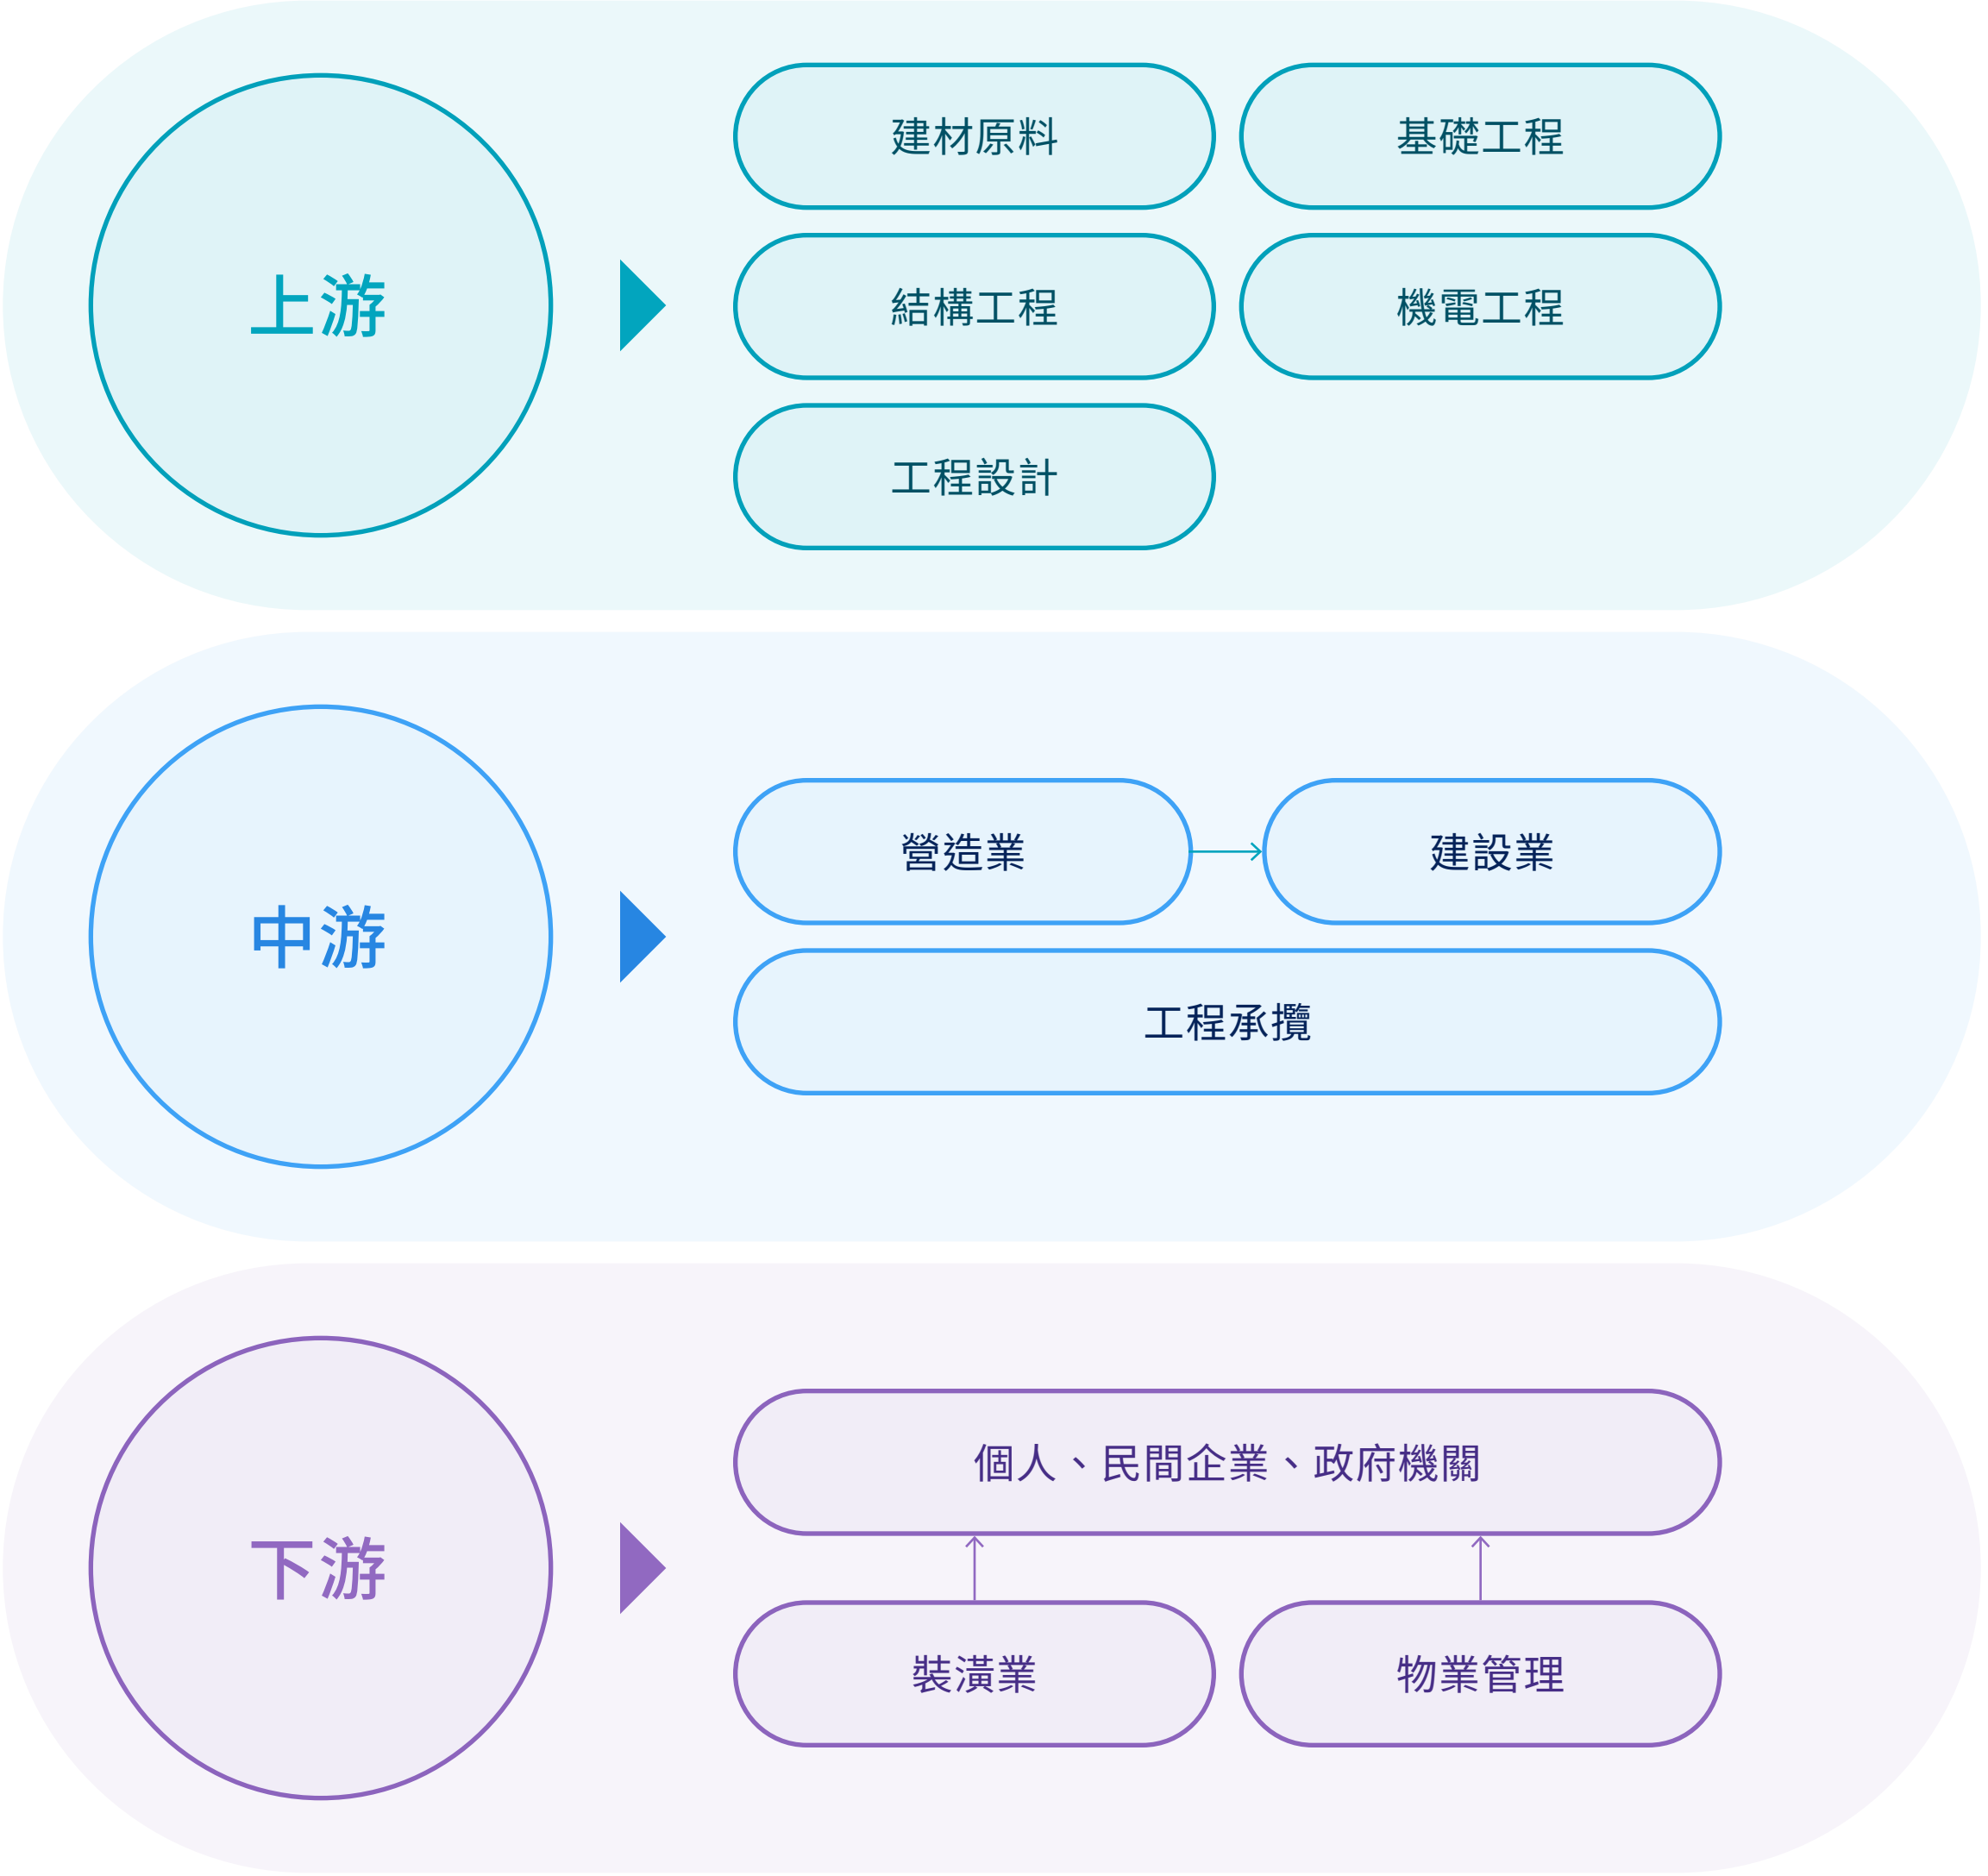 上游
建材原料
基礎工程
結構工程
機電工程
工程設計
中游
營造業
建設業
工程承攬
下游
個人、民間企業、政府機關
裝潢業
物業管理